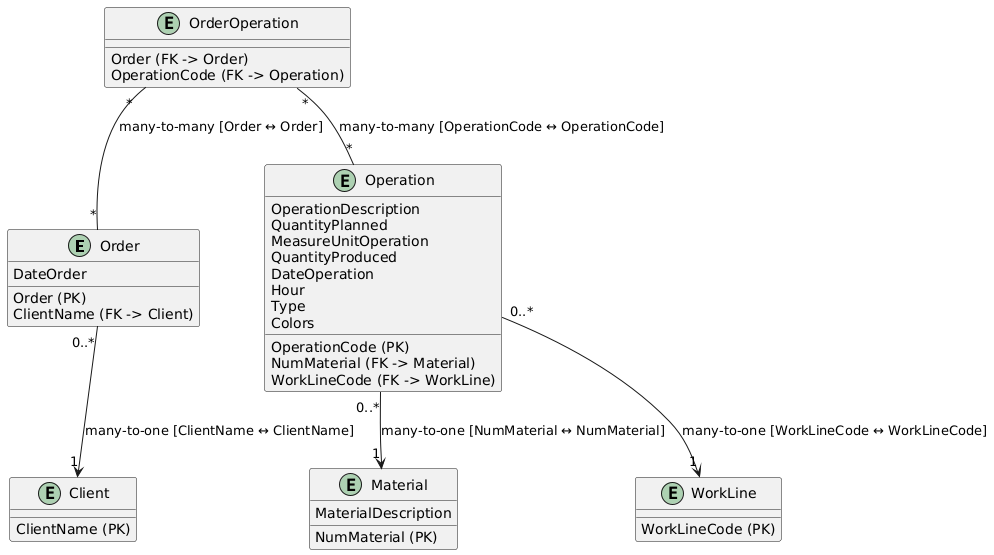 E OrderOperation
Order (FK -> Order)
OperationCode (FK -> Operation)
*
*
many-to-many [Order ↔ Order]
many-to-many [OperationCode ↔ OperationCode]
*
*
E Operation
OperationDescription
QuantityPlanned
MeasureUnitOperation
QuantityProduced
DateOperation
Hour
Type
Colors
OperationCode (PK)
NumMaterial (FK -> Material)
WorkLineCode (FK -> WorkLine)
E Order
DateOrder
Order (PK)
ClientName (FK -> Client)
0..*
0..*
0..*
many-to-one [ClientName ↔ ClientName]
many-to-one [NumMaterial ↔ NumMaterial]
many-to-one [WorkLineCode ↔ WorkLineCode]
1
1
1
E Client
ClientName (PK)
E Material
MaterialDescription
NumMaterial (PK)
E WorkLine
WorkLineCode (PK)